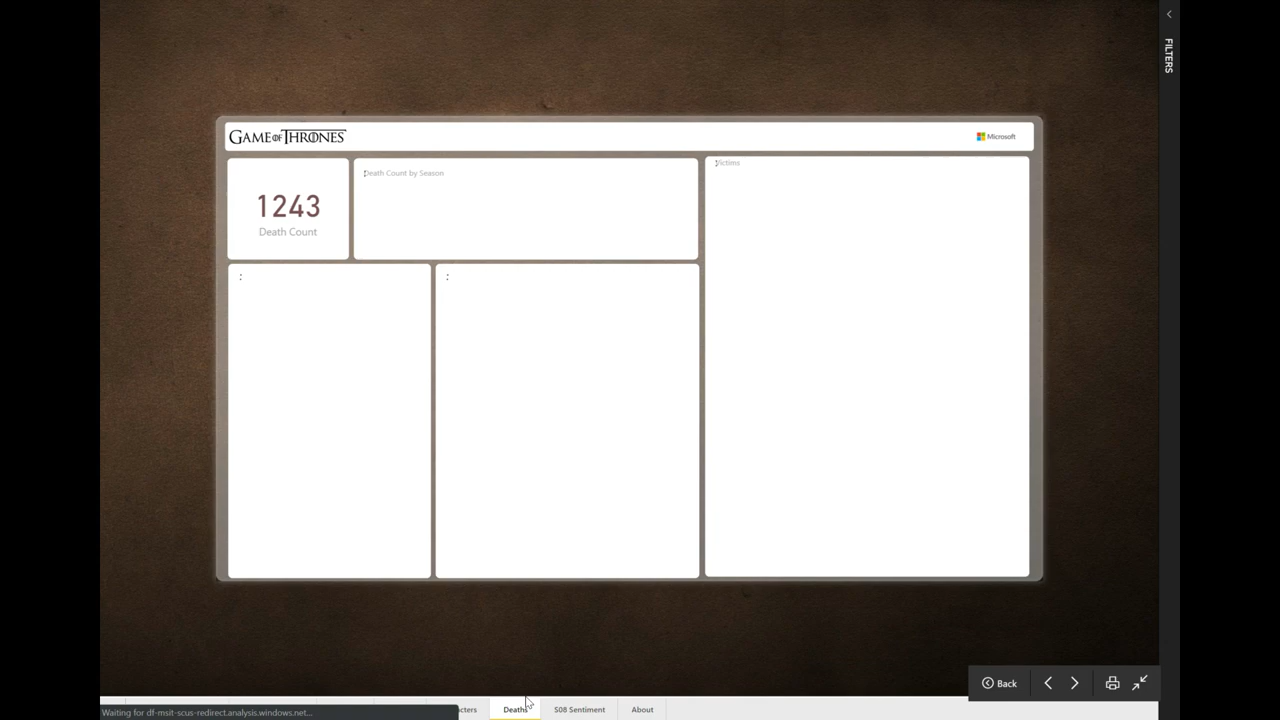 FILTERS
GAME OF THRONES
Microsoft
1243
Death Count
Death Count by Season
Victims
:
:
Back
cters
Deaths
S08 Sentiment
About
Waiting for df-msit-scus-redirect.analysis.windows.net...